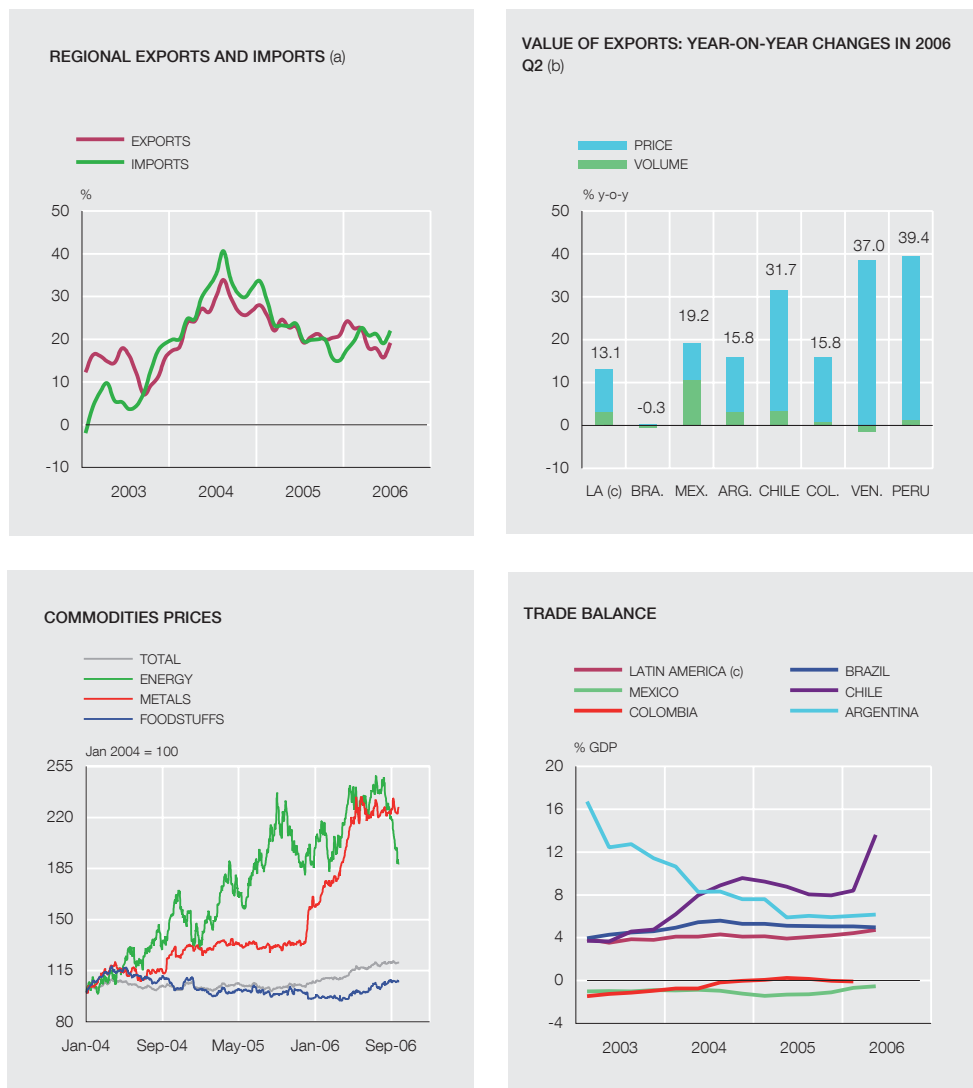 REGIONAL EXPORTS AND IMPORTS (a)
EXPORTS
IMPORTS
%
50
40
30
20
10
0
-10
2003 2004 2005 2006
VALUE OF EXPORTS: YEAR-ON-YEAR CHANGES IN 2006
Q2 (b)
PRICE
VOLUME
% y-o-y
50
40
30
20
10
0
-10
13.1
-0.3
19.2
15.8
31.7
15.8
37.0
39.4
LA (c) BRA. MEX. ARG. CHILE COL. VEN. PERU
COMMODITIES PRICES
TOTAL
ENERGY
METALS
FOODSTUFFS
Jan 2004 = 100
255
220
185
150
115
80
Jan-04 Sep-04 May-05 Jan-06 Sep-06
TRADE BALANCE
LATIN AMERICA (c)
MEXICO
COLOMBIA
BRAZIL
CHILE
ARGENTINA
% GDP
20
16
12
8
4
0
-4
2003 2004 2005 2006